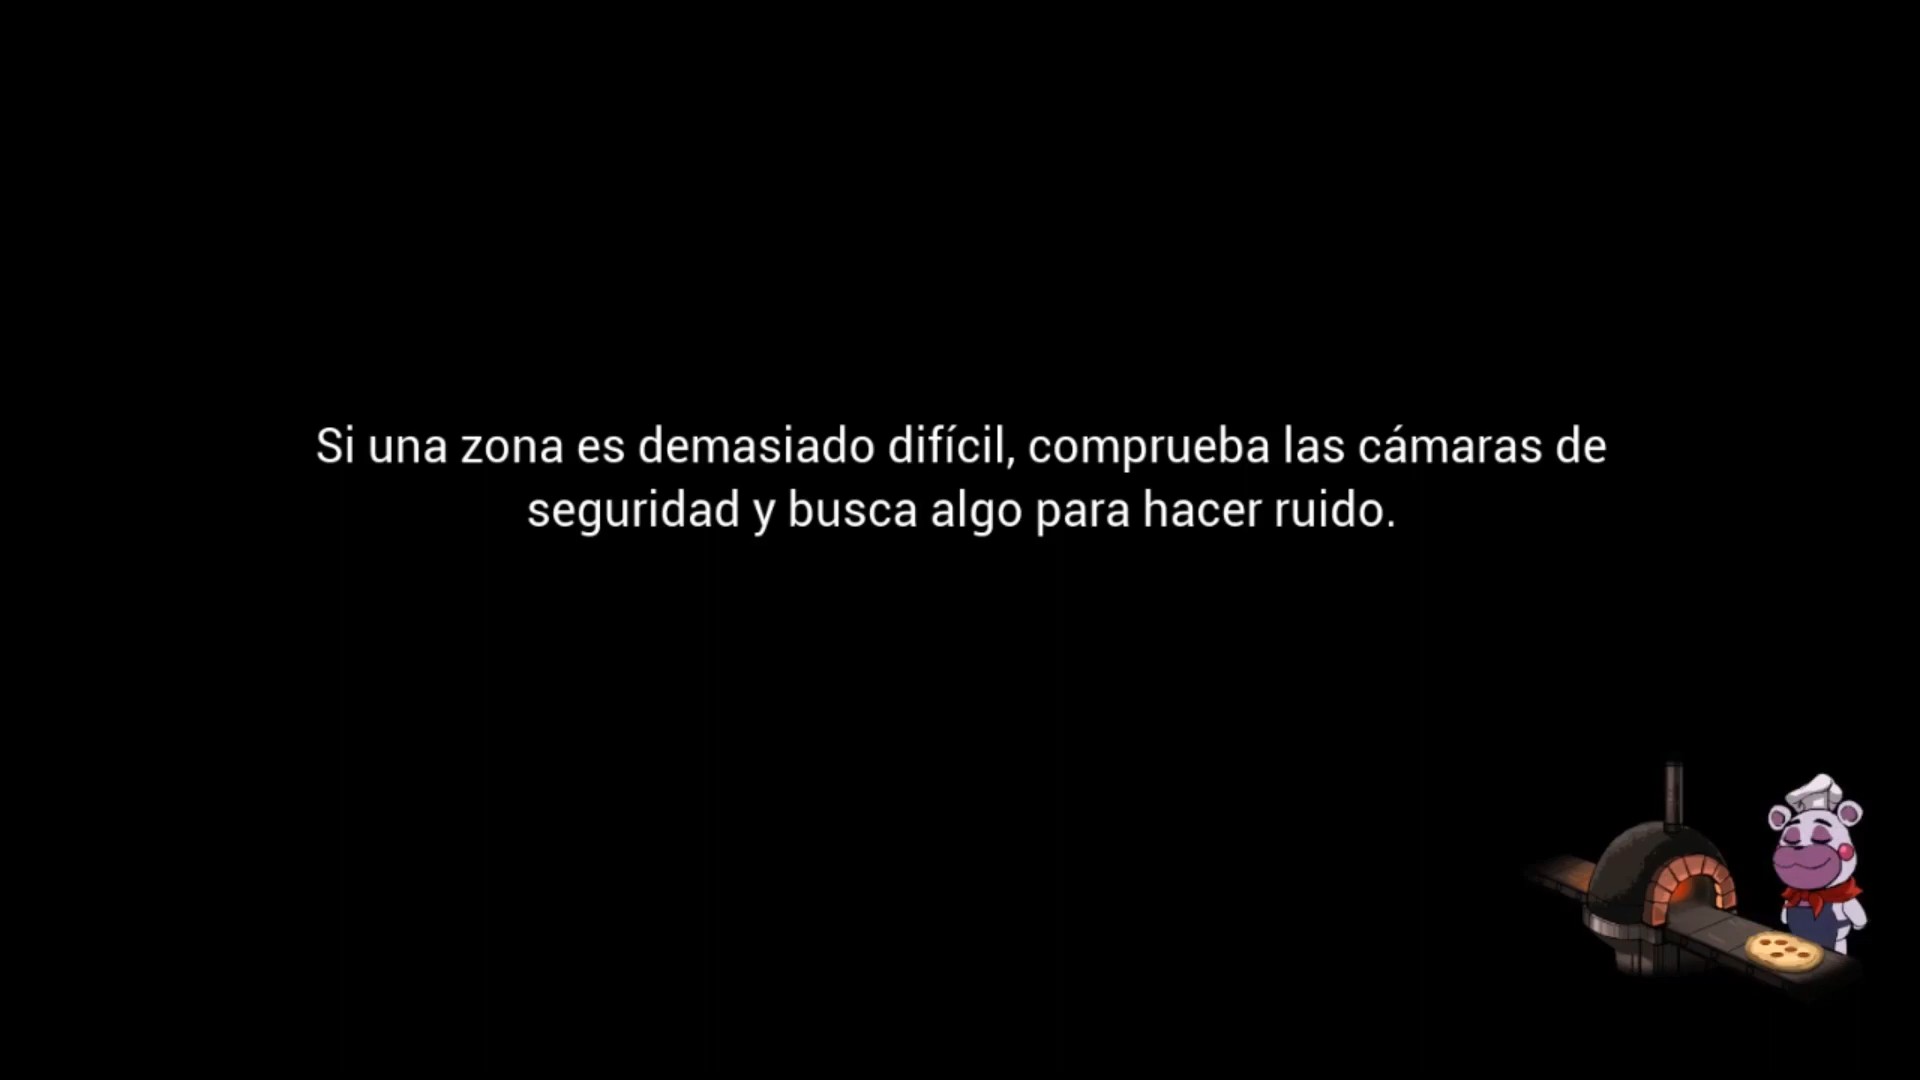 Si una zona es demasiado difícil, comprueba las cámaras de
seguridad y busca algo para hacer ruido.